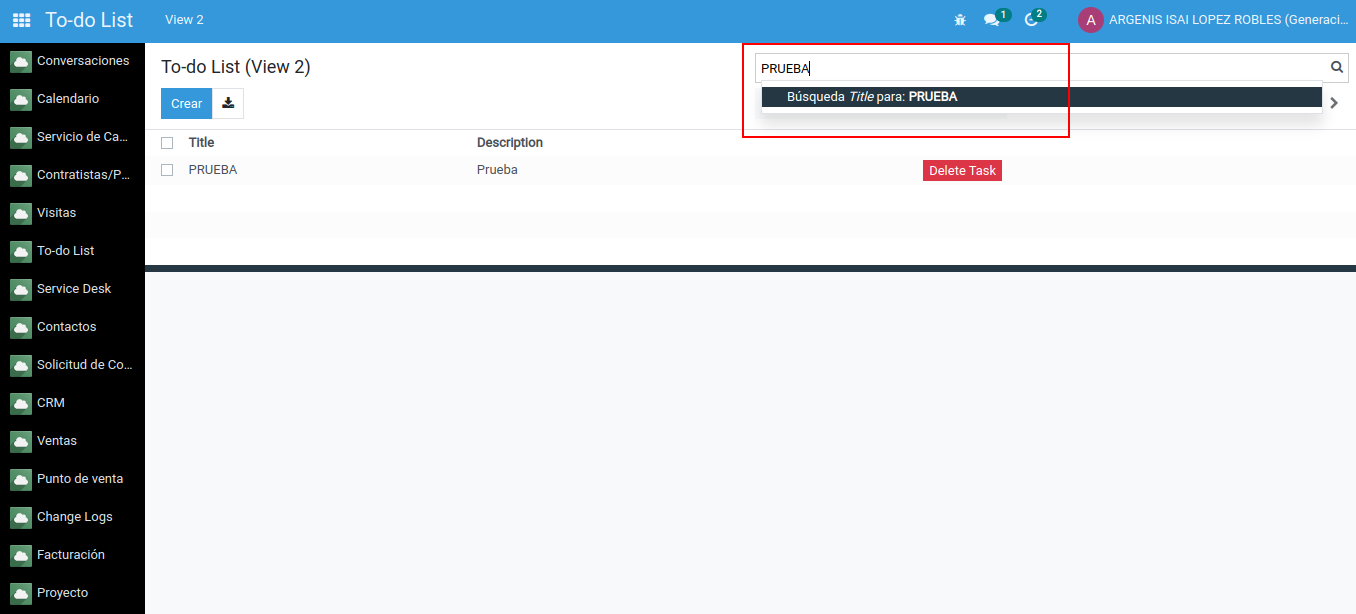 To-do List View 2 1 2 A ARGENIS ISAI LOPEZ ROBLES (Generaci...
Conversaciones
Calendario
Servicio de Ca...
Contratistas/P...
Visitas
To-do List
Service Desk
Contactos
Solicitud de Co...
CRM
Ventas
Punto de venta
Change Logs
Facturación
Proyecto
To-do List (View 2)
PRUEBA
Búsqueda Title para: PRUEBA
Crear
Title Description
PRUEBA Prueba Delete Task